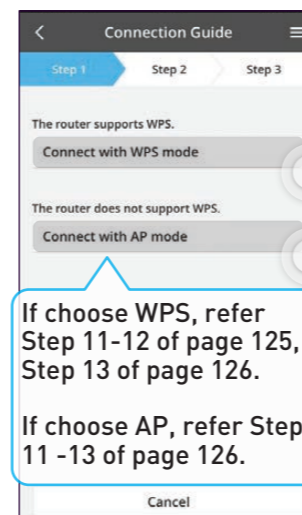 Connection Guide
Step 1
Step 2
Step 3
The router supports WPS.
Connect with WPS mode
The router does not support WPS.
Connect with AP mode
If choose WPS, refer
Step 11-12 of page 125,
Step 13 of page 126.
If choose AP, refer Step
11 -13 of page 126.
Cancel